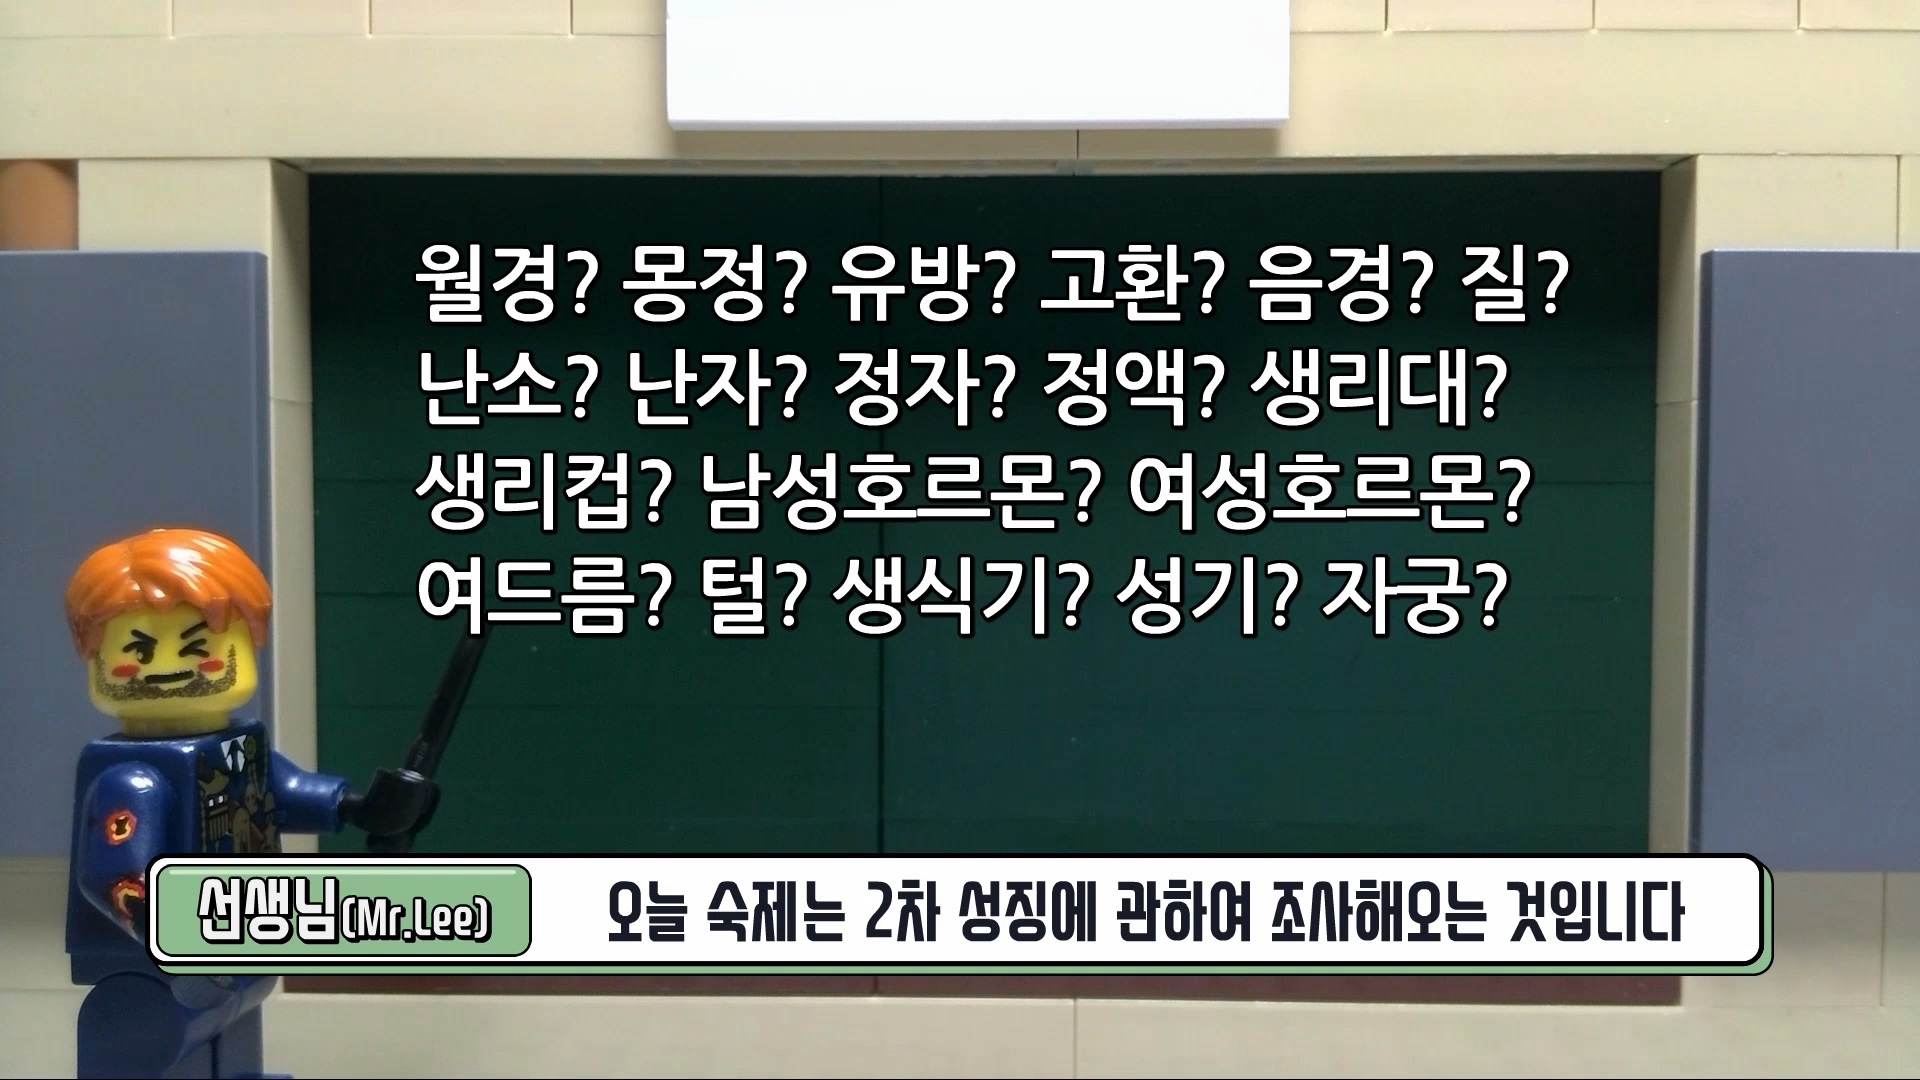 월경? 몽정? 유방? 고환? 음경? 질?
난소? 난자? 정자? 정액? 생리대?
생리컵? 남성호르몬? 여성호르몬?
여드름? 털? 생식기? 성기? 자궁?
선생님(Mr.Lee) 오늘 숙제는 2차 성징에 관하여 조사해오는 것입니다